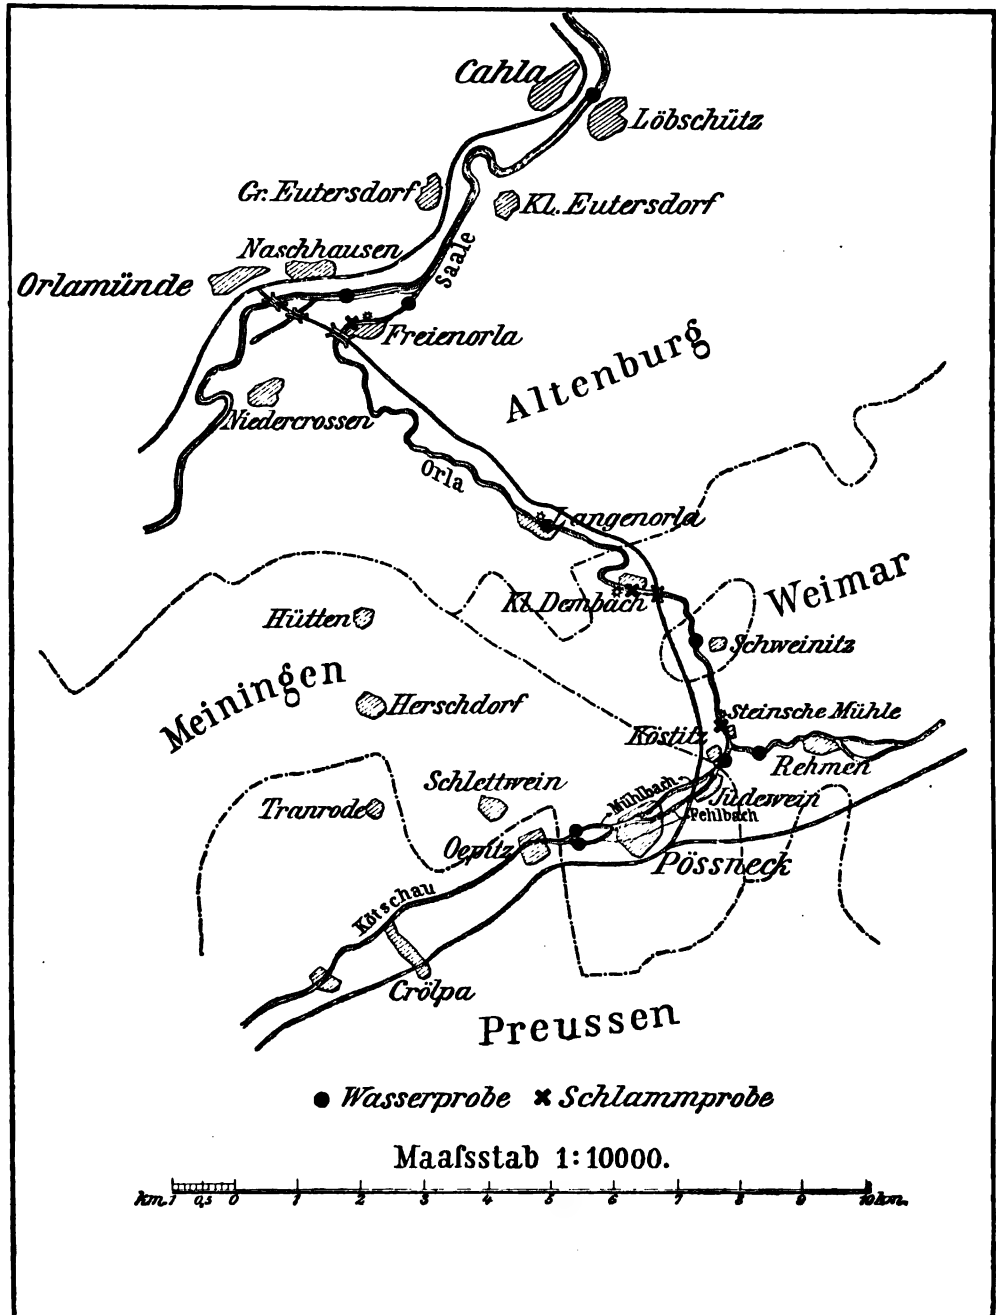 Cahla
Löbschütz
Gr. Eutersdorf
Kl. Eutersdorf
Naschhausen
Saale
Orlamünde
Freienorla
Altenburg
Niedercrossen
Orla
Langenorla
Weimar
Kl. Dembach
Hütten
Schweinitz
Meiningen
Herschdorf
Steinsche Mühle
Köstitz
Rehmen
Schlettwein
Mühlbach
Jüdewein
Tranrode
Fehlbach
Oepitz
Pössneck
Kötschau
Crölpa
Preussen
Wasserprobe Schlammprobe
Maaſsstab 1:10000.
km. 1 0,5 0 1 2 3 4 5 6 7 8 9 10 km.